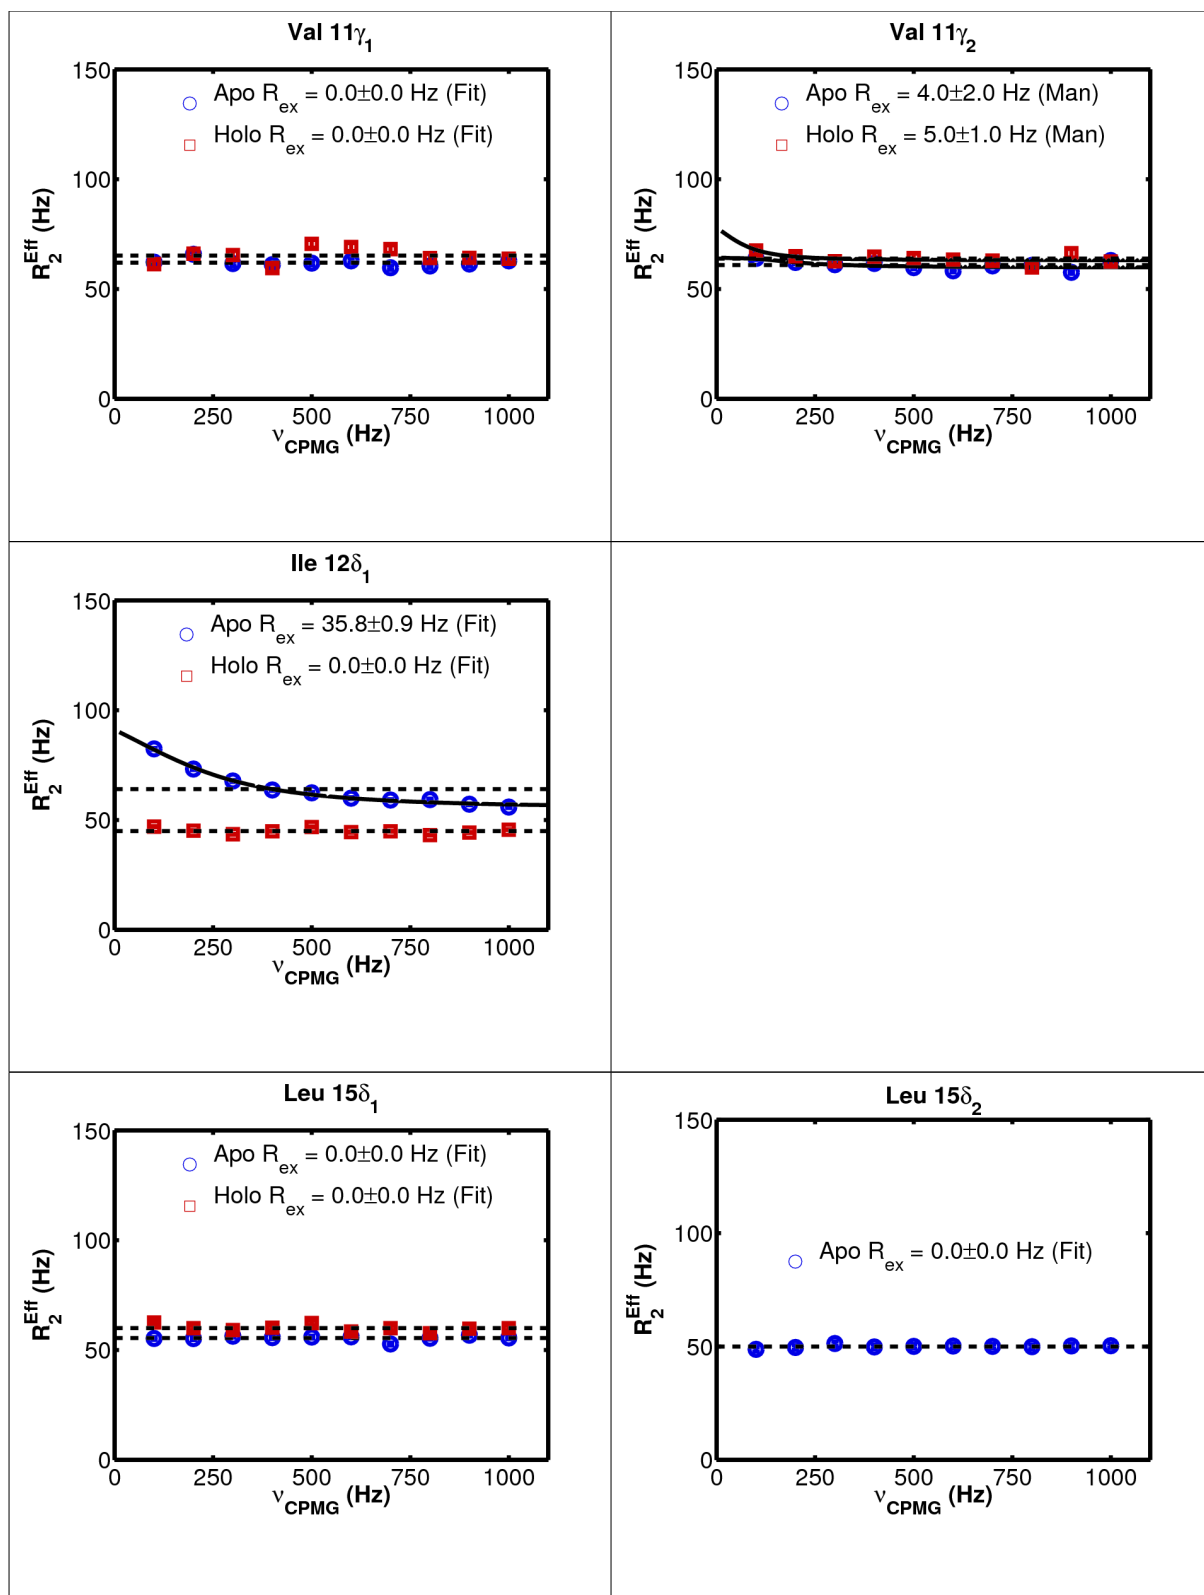 Val 11γ1
150
100
50
0
R2Eff (Hz)
Apo Rex = 0.0±0.0 Hz (Fit)
Holo Rex = 0.0±0.0 Hz (Fit)
0 250 500 750 1000
νCPMG (Hz)
Val 11γ2
150
100
50
0
R2Eff (Hz)
Apo Rex = 4.0±2.0 Hz (Man)
Holo Rex = 5.0±1.0 Hz (Man)
0 250 500 750 1000
νCPMG (Hz)
Ile 12δ1
150
100
50
0
R2Eff (Hz)
Apo Rex = 35.8±0.9 Hz (Fit)
Holo Rex = 0.0±0.0 Hz (Fit)
0 250 500 750 1000
νCPMG (Hz)
Leu 15δ1
150
100
50
0
R2Eff (Hz)
Apo Rex = 0.0±0.0 Hz (Fit)
Holo Rex = 0.0±0.0 Hz (Fit)
0 250 500 750 1000
νCPMG (Hz)
Leu 15δ2
150
100
50
0
R2Eff (Hz)
Apo Rex = 0.0±0.0 Hz (Fit)
0 250 500 750 1000
νCPMG (Hz)